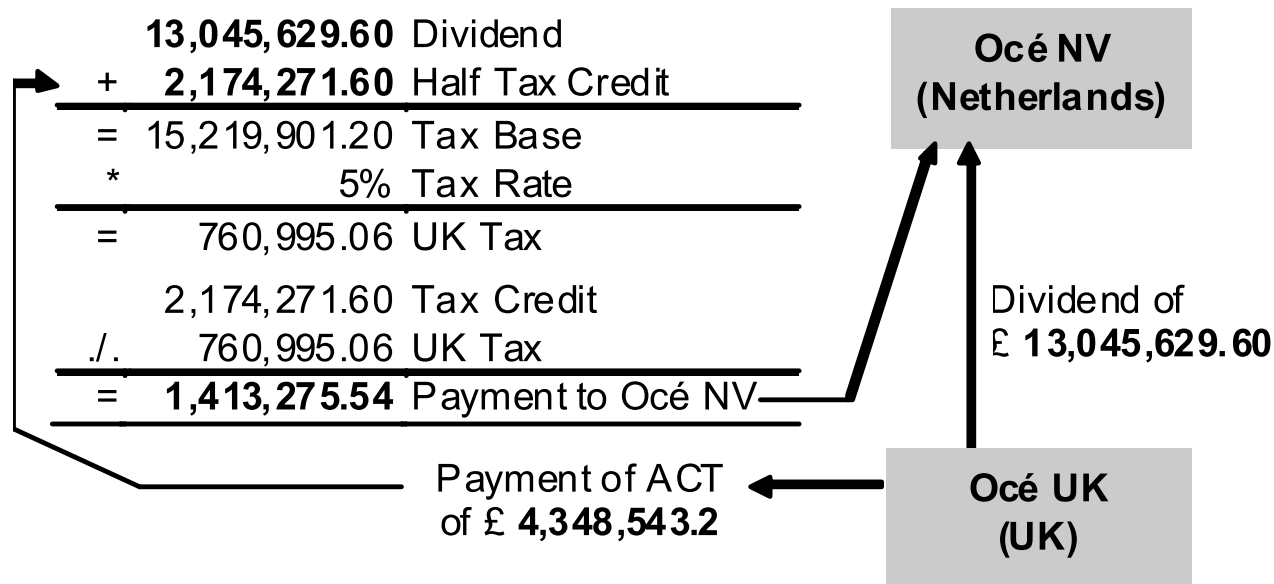 13,045,629.60 Dividend
+ 2,174,271.60 Half Tax Credit
= 15,219,901.20 Tax Base
* 5% Tax Rate
= 760,995.06 UK Tax
2,174,271.60 Tax Credit
./. 760,995.06 UK Tax
= 1,413,275.54 Payment to Océ NV
Payment of ACT
of £ 4,348,543.2
Océ NV
(Netherlands)
Dividend of
£ 13,045,629.60
Océ UK
(UK)